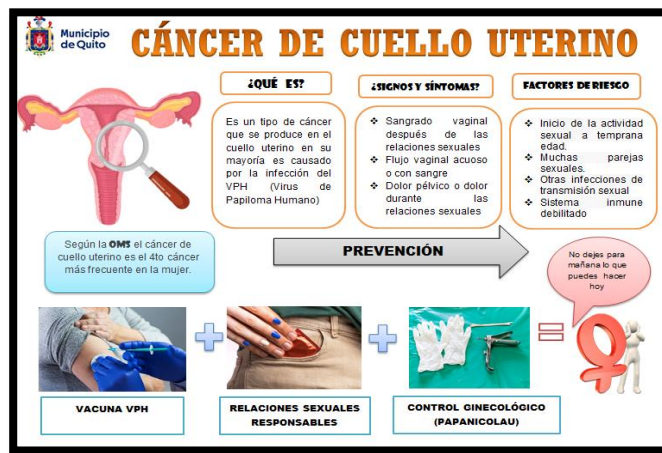 Municipio
de Quito
CÁNCER DE CUELLO UTERINO
¿QUÉ ES?
Es un tipo de cáncer
que se produce en el
cuello uterino en su
mayoría es causado
por la infección del
VPH (Virus de
Papiloma Humano)
¿SIGNOS Y SÍNTOMAS?
Sangrado vaginal
después de las
relaciones sexuales
Flujo vaginal acuoso o
con sangre
Dolor pélvico o dolor
durante las
relaciones sexuales
FACTORES DE RIESGO
Inicio de la actividad
sexual a temprana
edad.
Muchas parejas
sexuales.
Otras infecciones de
transmisión sexual
Sistema inmune
debilitado
Según la OMS el cáncer de
cuello uterino es el 4to cáncer
más frecuente en la mujer.
PREVENCIÓN
No dejes para
mañana lo que
puedes hacer
hoy
VACUNA VPH
RELACIONES SEXUALES
RESPONSABLES
CONTROL GINECOLÓGICO
(PAPANICOLAU)